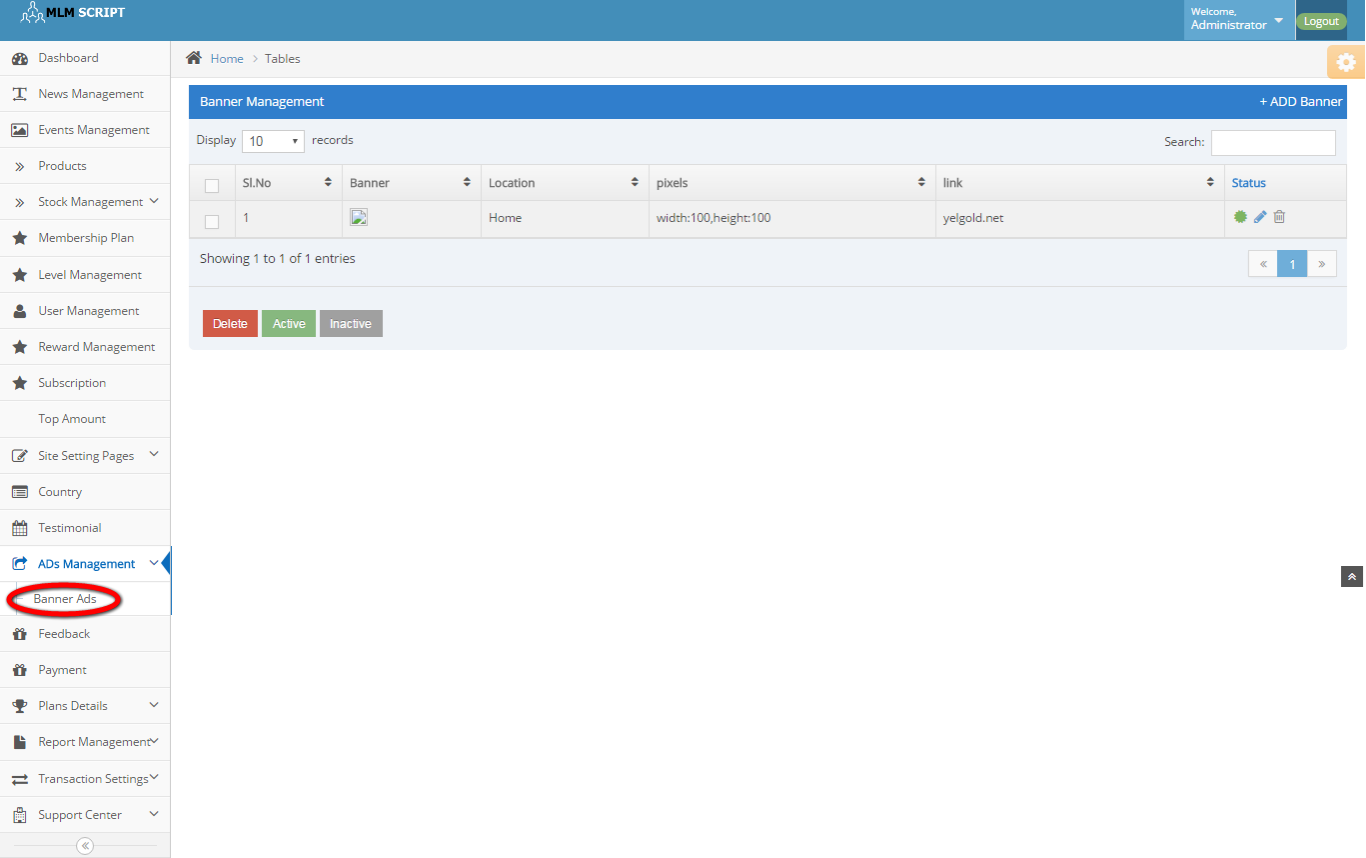 MLM SCRIPT
Welcome,
Administrator
Logout
Dashboard
News Management
Events Management
Products
Stock Management
Membership Plan
Level Management
User Management
Reward Management
Subscription
Top Amount
Site Setting Pages
Country
Testimonial
ADs Management
Banner Ads
Feedback
Payment
Plans Details
Report Management
Transaction Settings
Support Center
Home > Tables
Banner Management + ADD Banner
Display 10 records Search:
Sl.No Banner Location pixels link Status
1 Home width:100,height:100 yelgold.net
Showing 1 to 1 of 1 entries
« 1 »
Delete Active Inactive